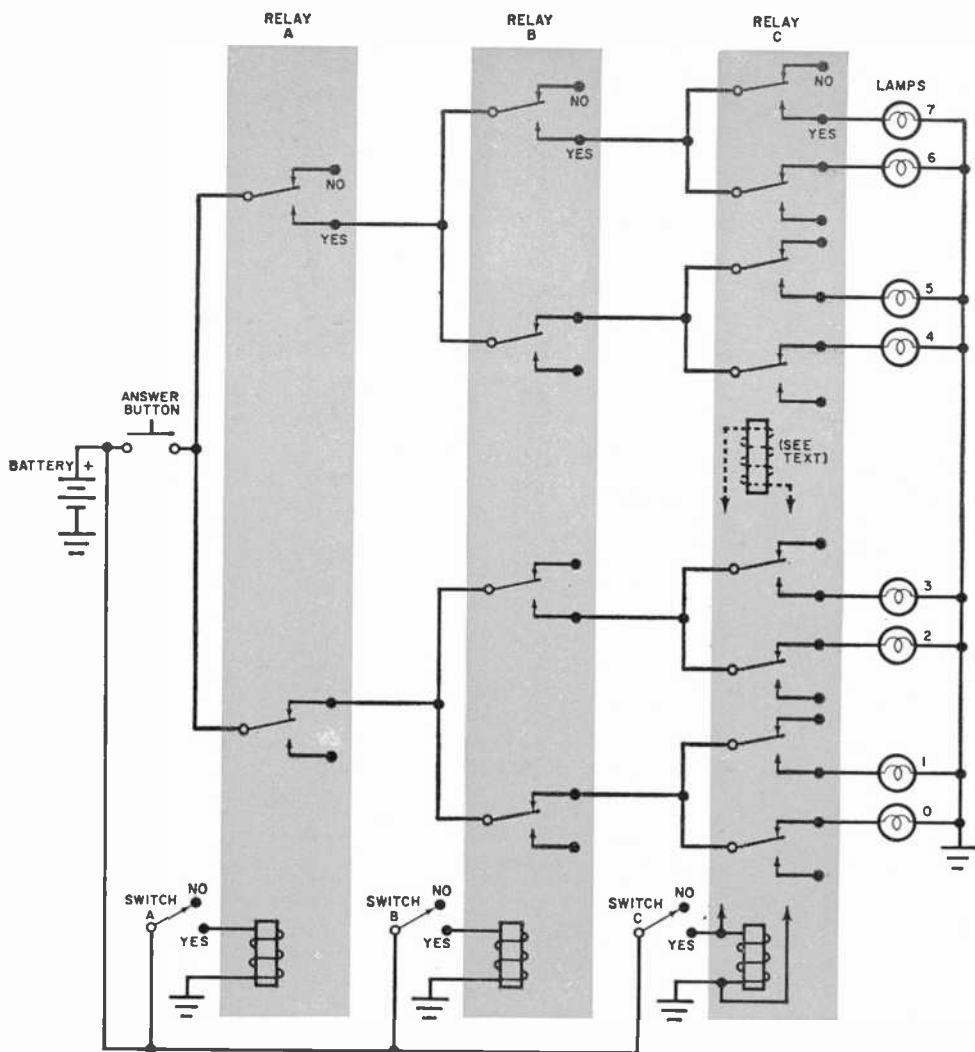 RELAY
A
RELAY
B
RELAY
C
LAMPS
NO
YES
NO
YES
NO
YES
7
6
5
4
ANSWER
BUTTON
BATTERY +
(SEE
TEXT)
3
2
1
0
SWITCH
A
NO
YES
SWITCH
B
NO
YES
SWITCH
C
NO
YES